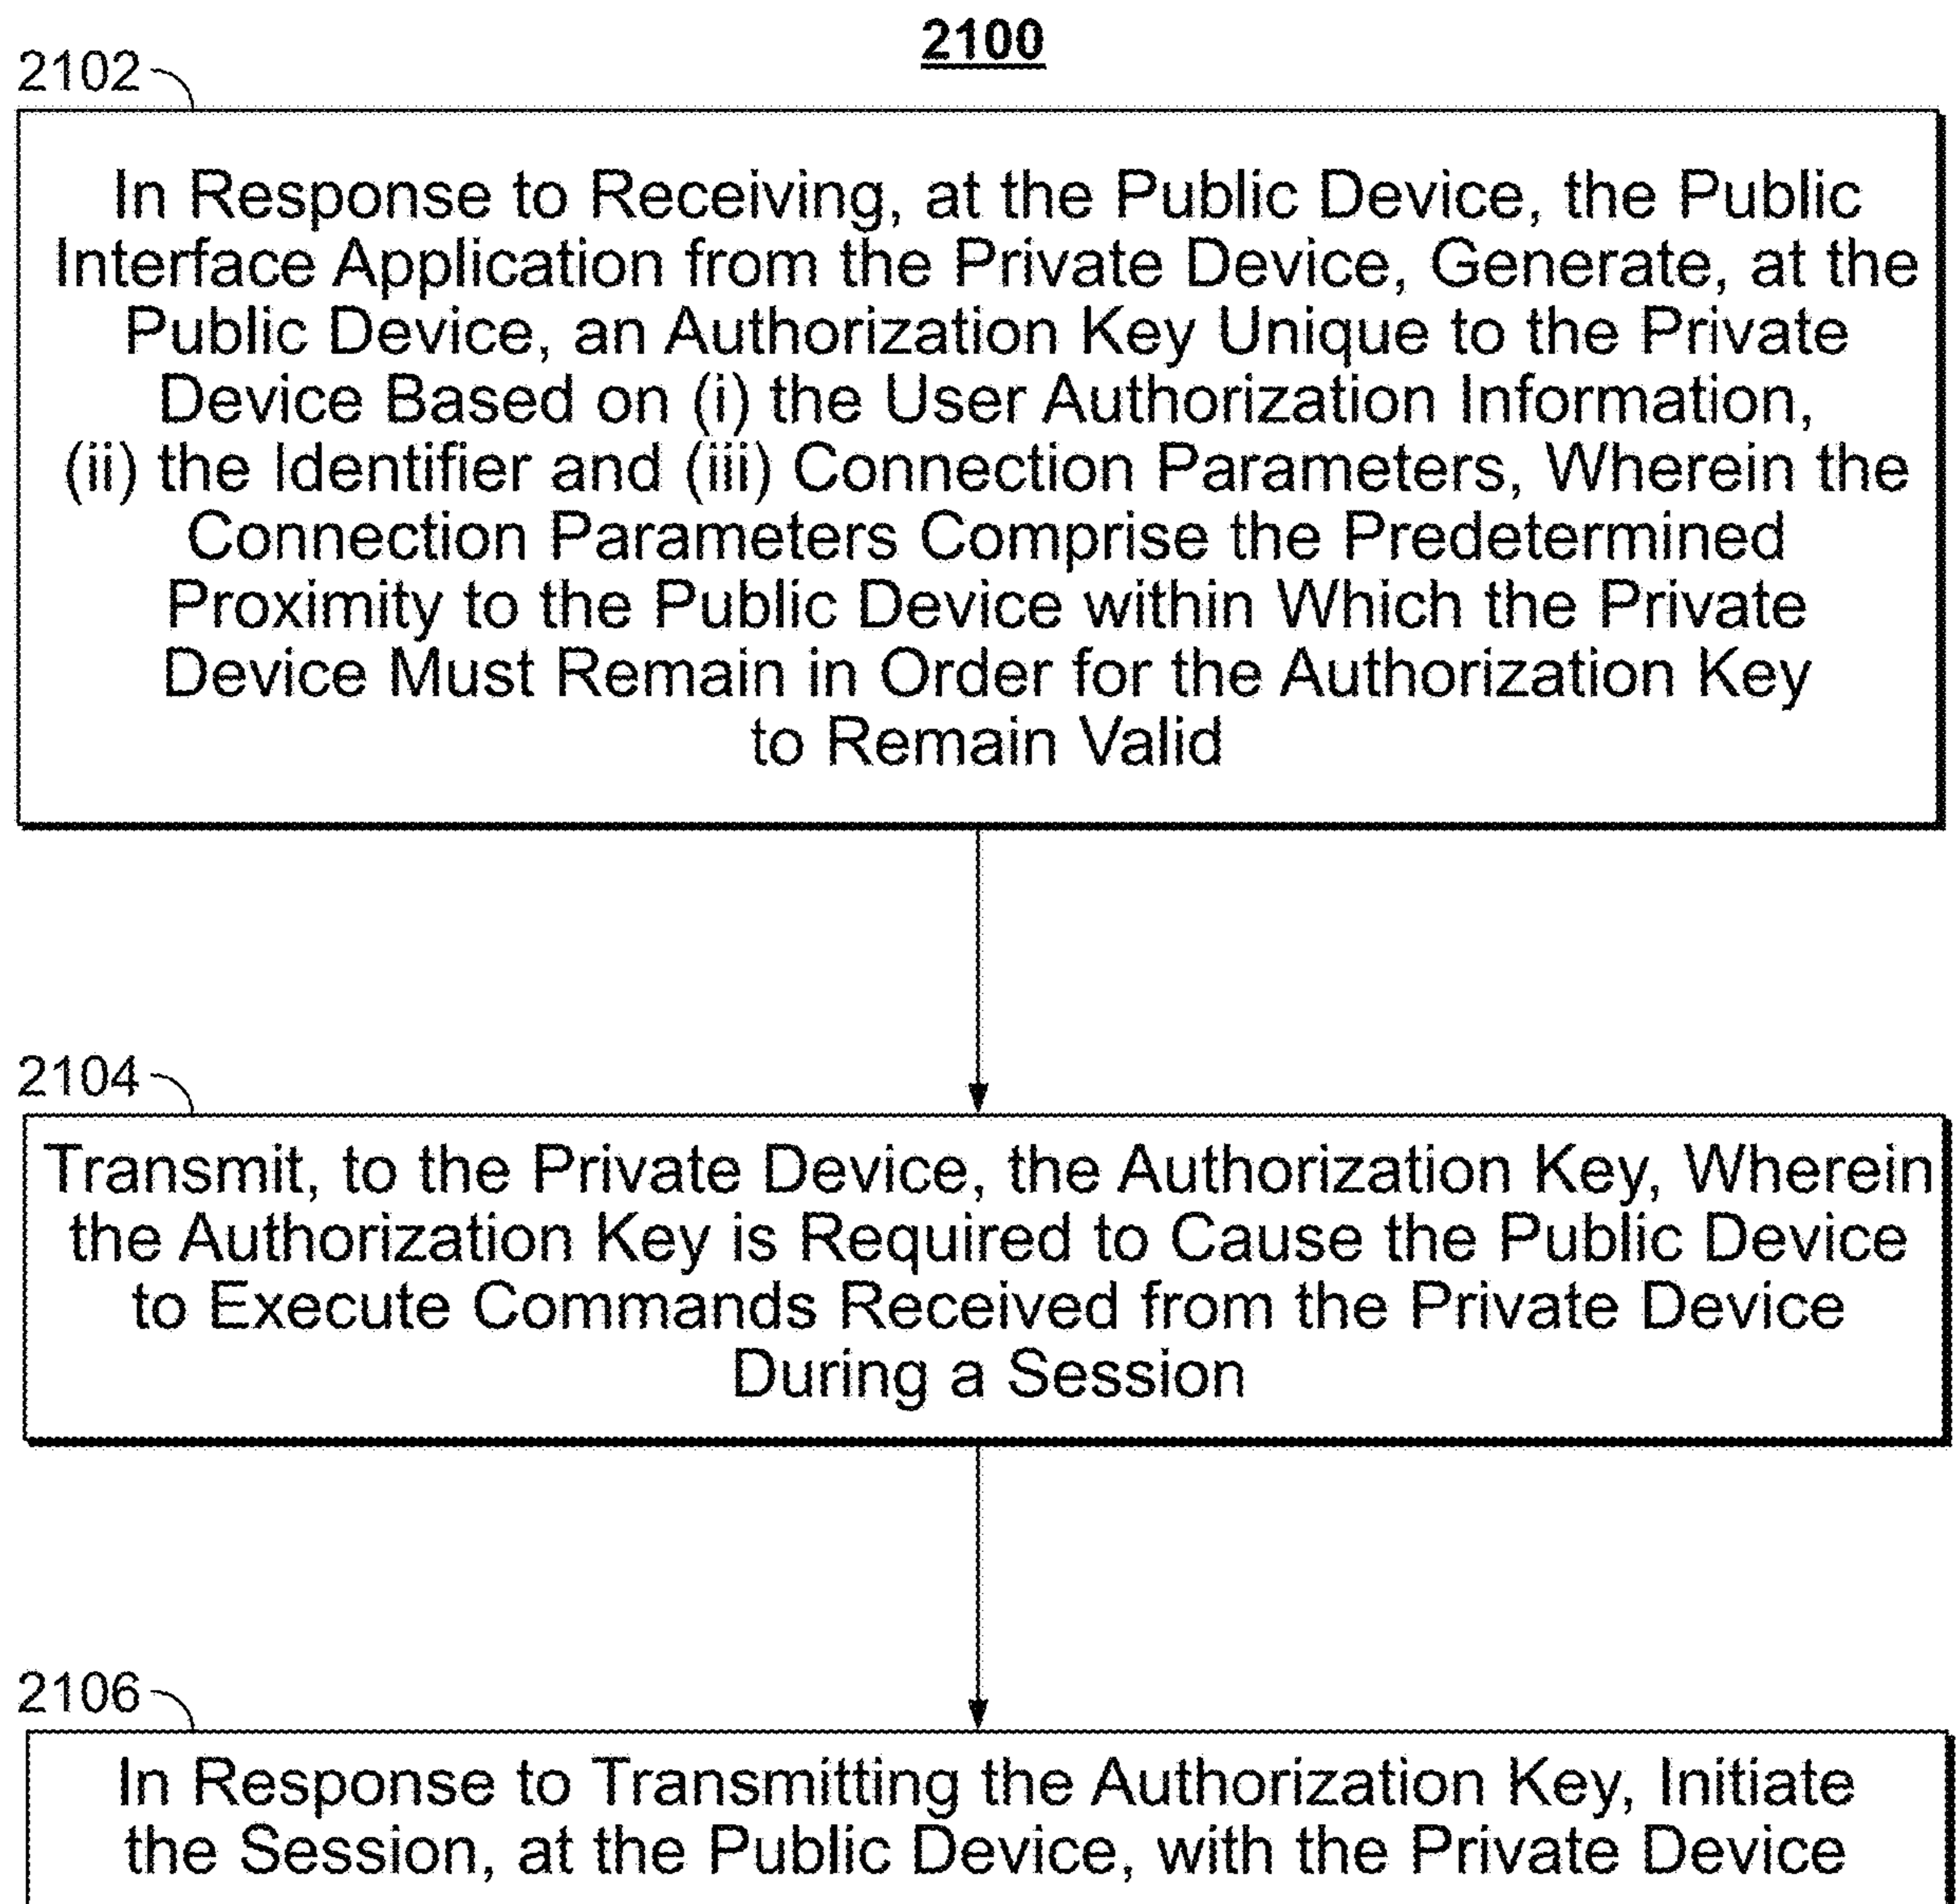 2100
2102
In Response to Receiving, at the Public Device, the Public
Interface Application from the Private Device, Generate, at the
Public Device, an Authorization Key Unique to the Private
Device Based on (i) the User Authorization Information,
(ii) the Identifier and (iii) Connection Parameters, Wherein the
Connection Parameters Comprise the Predetermined
Proximity to the Public Device within Which the Private
Device Must Remain in Order for the Authorization Key
to Remain Valid
2104
Transmit, to the Private Device, the Authorization Key, Wherein
the Authorization Key is Required to Cause the Public Device
to Execute Commands Received from the Private Device
During a Session
2106
In Response to Transmitting the Authorization Key, Initiate
the Session, at the Public Device, with the Private Device